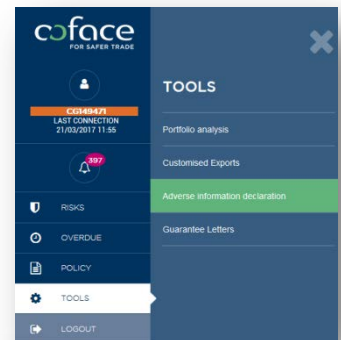 coface
FOR SAFER TRADE
CG149471
LAST CONNECTION
21/03/2017 11:55
397
RISKS
OVERDUE
POLICY
TOOLS
LOGOUT
TOOLS
Portfolio analysis
Customised Exports
Adverse information declaration
Guarantee Letters